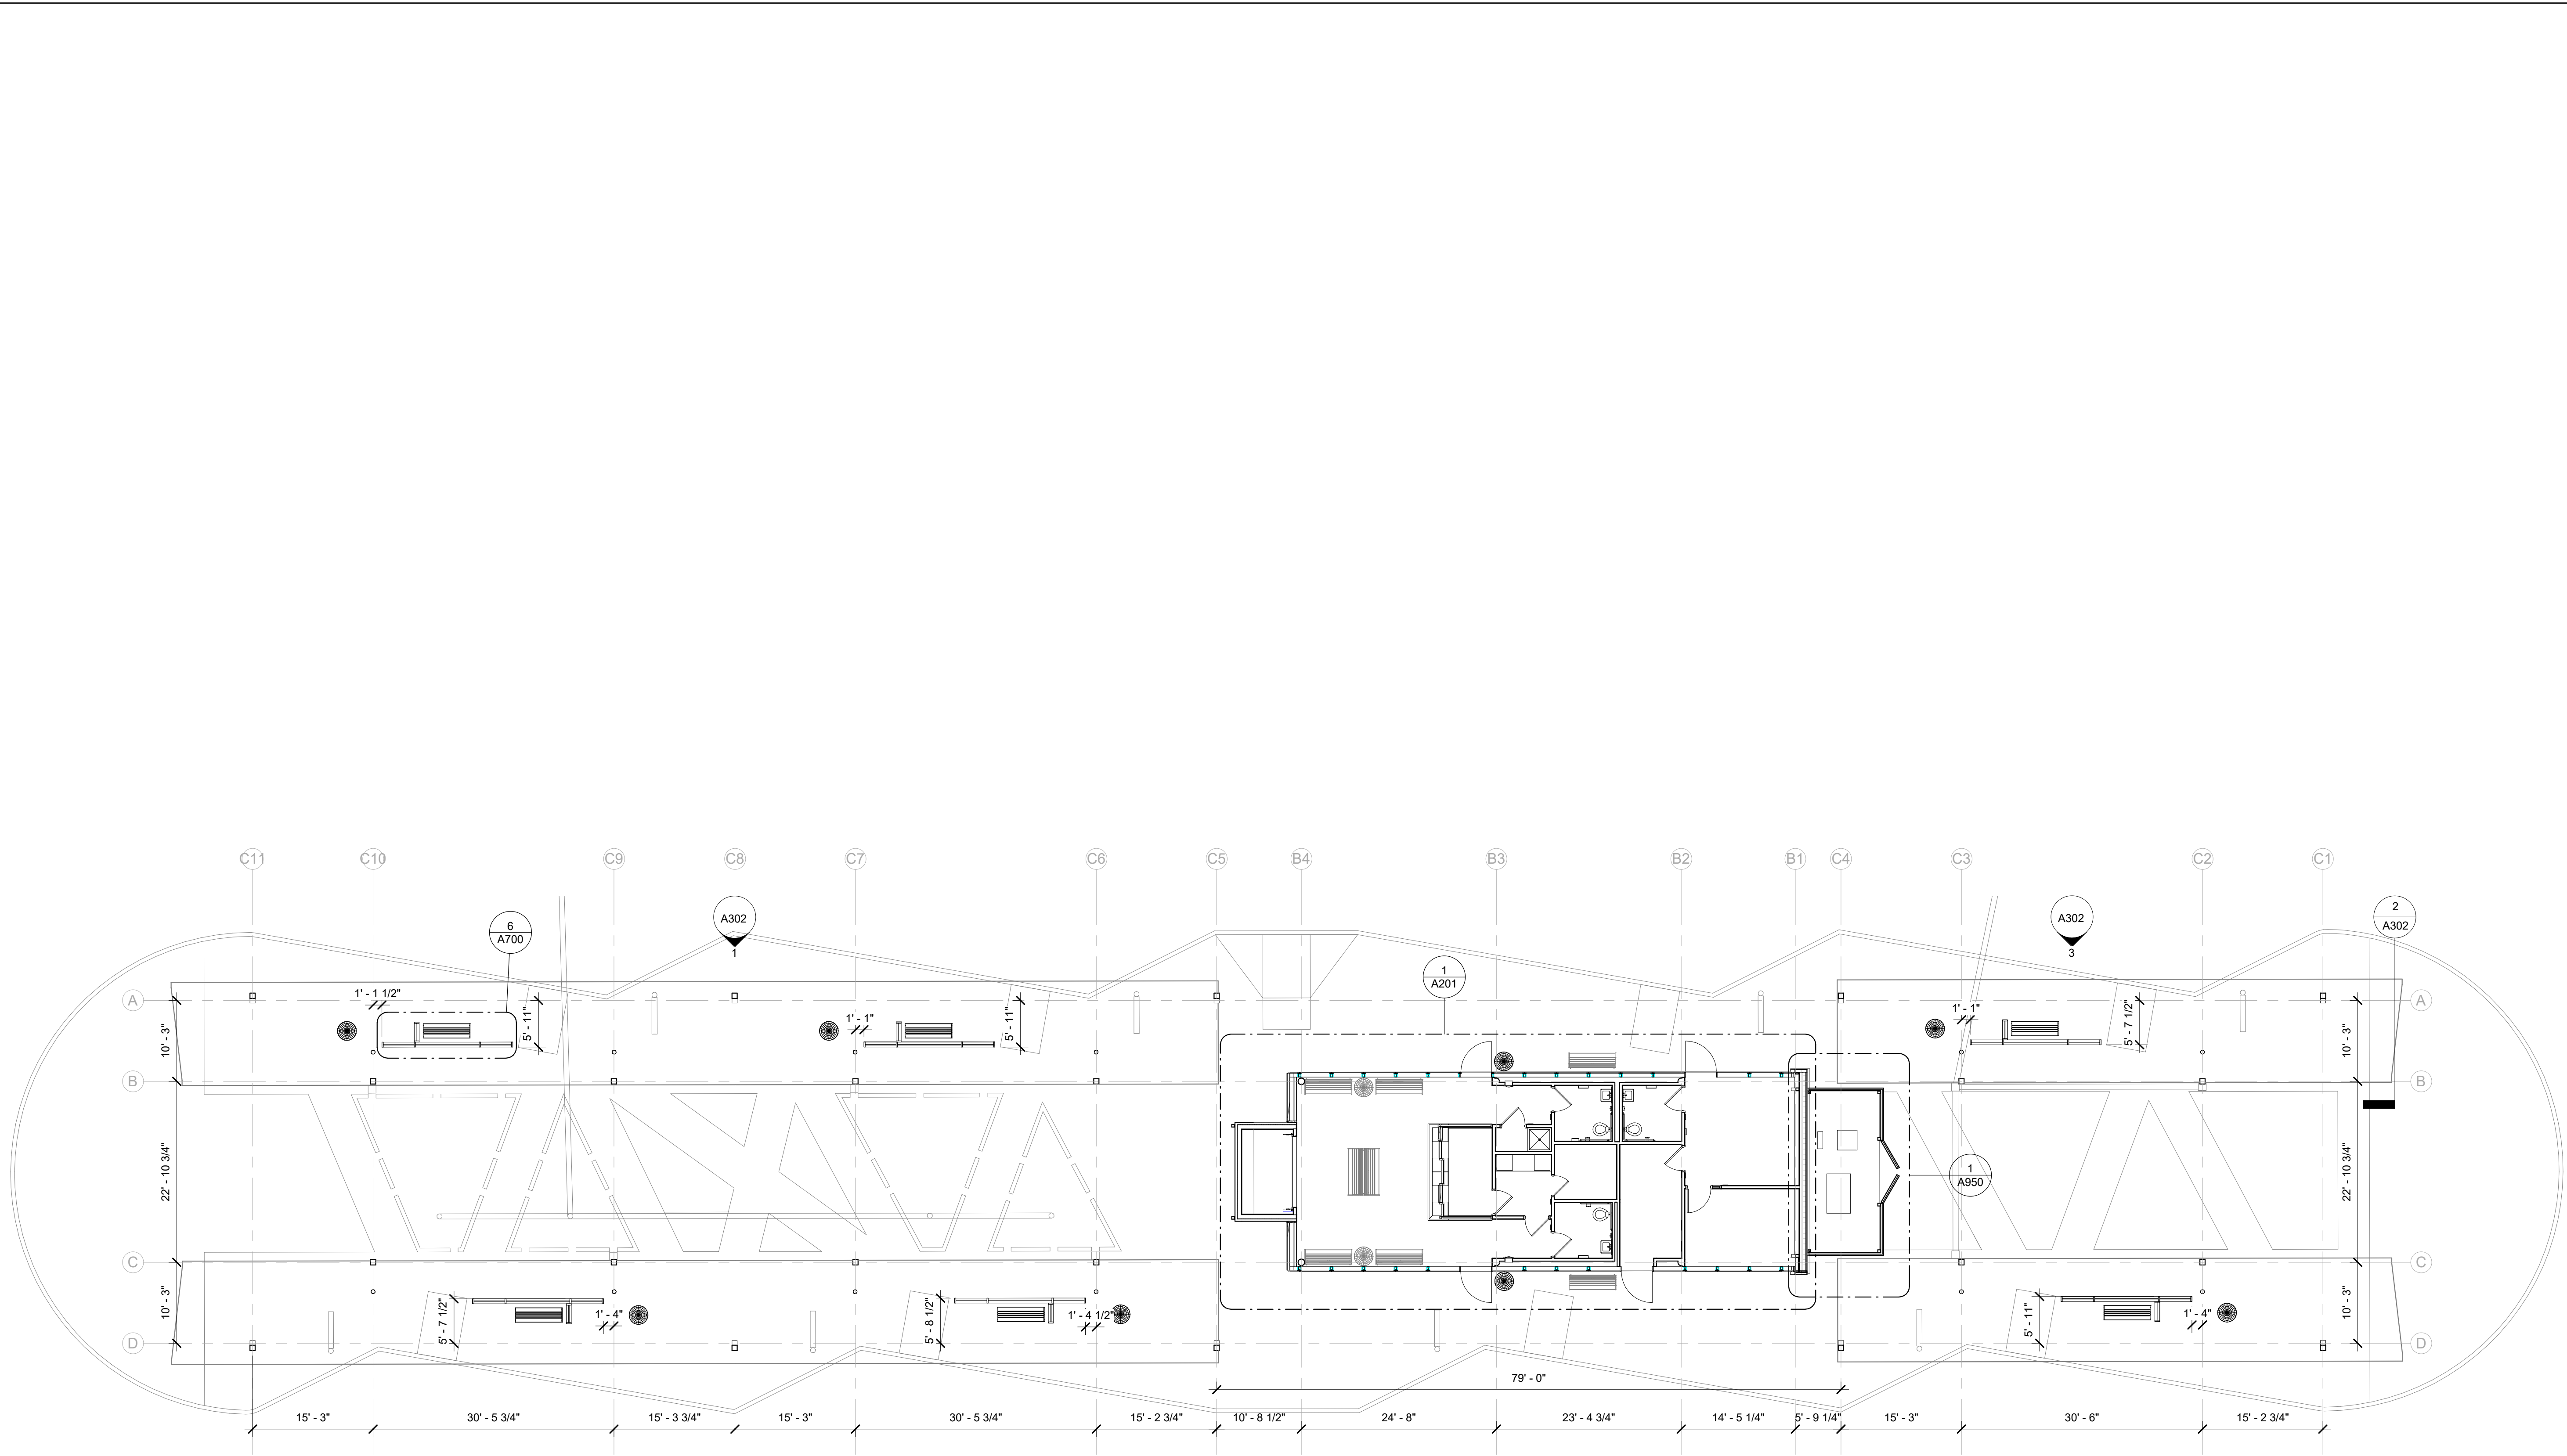 C11 C10 C9 C8 C7 C6 C5 B4 B3 B2 B1 C4 C3 C2 C1
6
A700
A302
1
A302
3
2
A302
1
A201
A
1' - 1 1/2"
5' - 11"
1' - 1"
5' - 11"
1' - 1"
5' - 7 1/2"
A
10' - 3"
10' - 3"
B
B
22' - 10 3/4"
1
A950
22' - 10 3/4"
C
C
10' - 3"
5' - 7 1/2"
1' - 4"
5' - 8 1/2"
1' - 4 1/2"
5' - 11"
1' - 4"
10' - 3"
D
D
79' - 0"
15' - 3" 30' - 5 3/4" 15' - 3 3/4" 15' - 3" 30' - 5 3/4" 15' - 2 3/4" 10' - 8 1/2" 24' - 8" 23' - 4 3/4" 14' - 5 1/4" 5' - 9 1/4" 15' - 3" 30' - 6" 15' - 2 3/4"